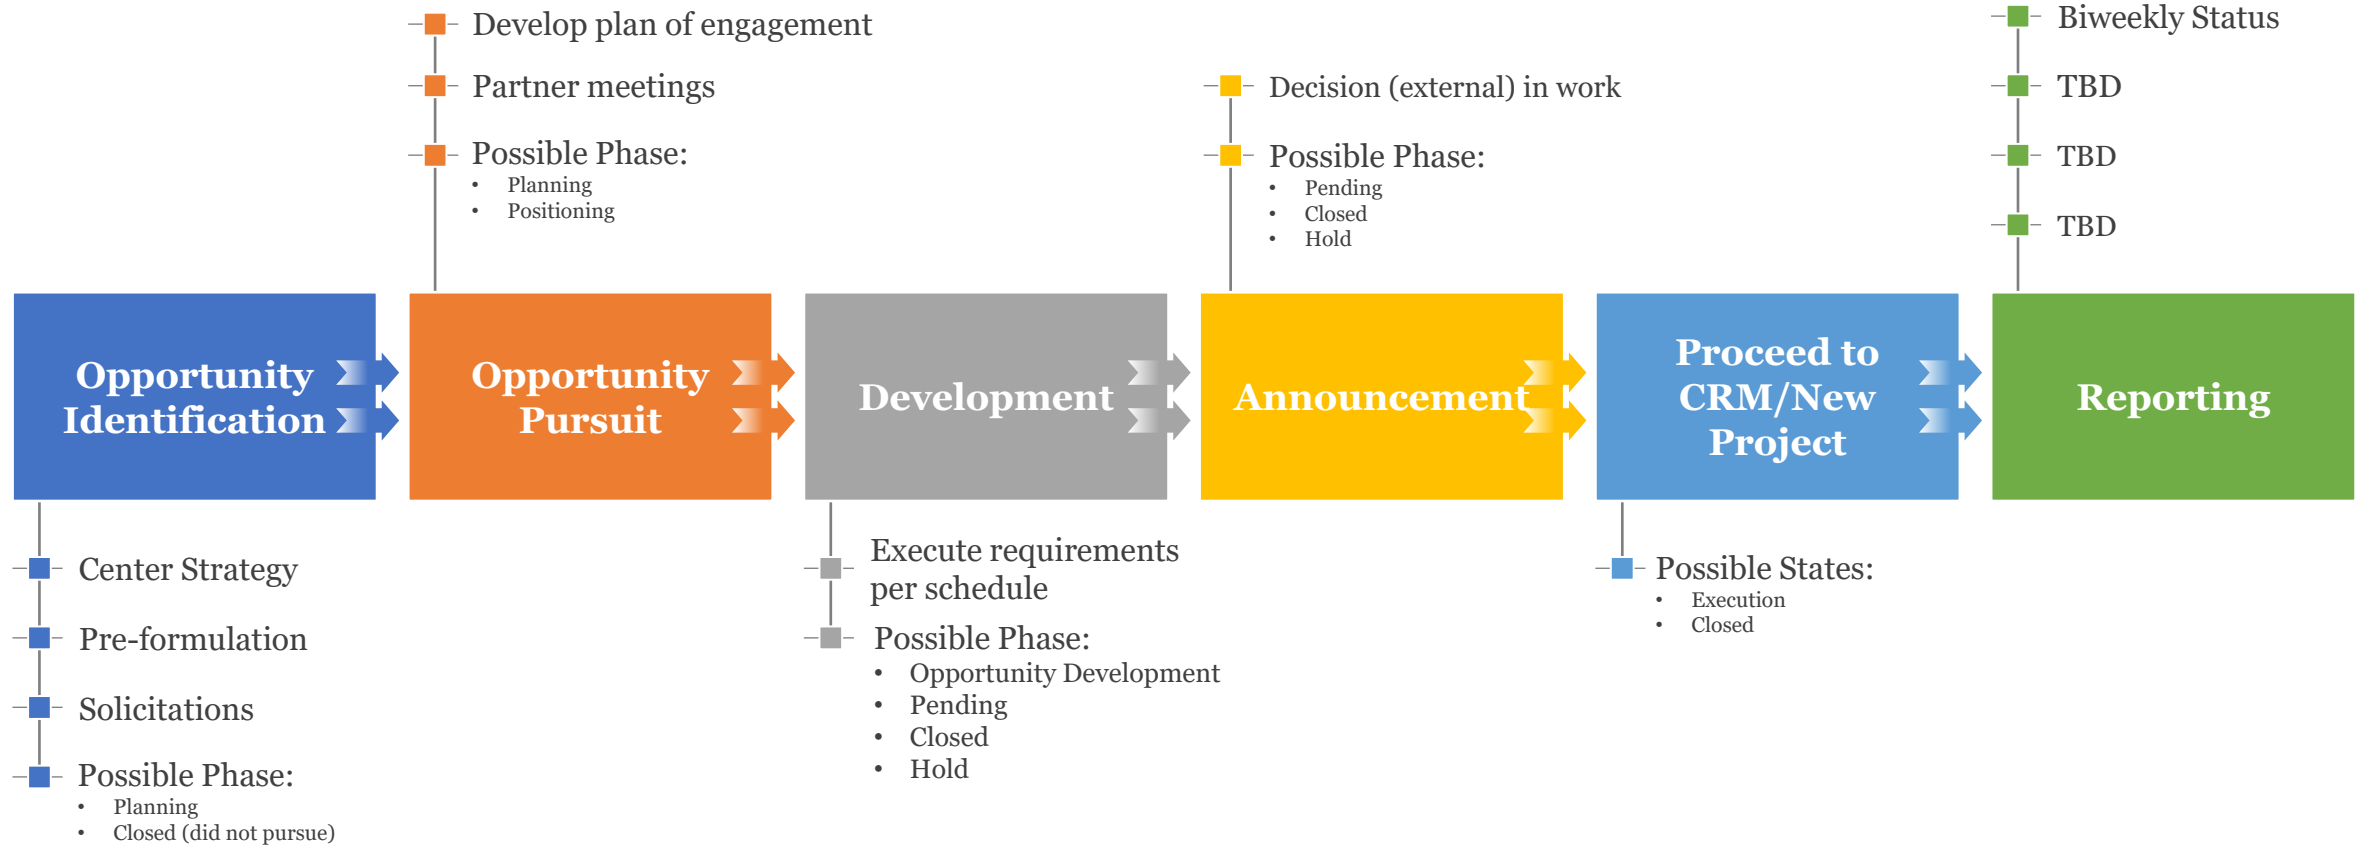 Develop plan of engagement
Partner meetings
Possible Phase:
• Planning
• Positioning
Decision (external) in work
Possible Phase:
• Pending
• Closed
• Hold
Biweekly Status
TBD
TBD
TBD
Opportunity
Identification
Opportunity
Pursuit
Development
Announcement
Proceed to
CRM/New
Project
Reporting
Center Strategy
Pre-formulation
Solicitations
Possible Phase:
• Planning
• Closed (did not pursue)
Execute requirements
per schedule
Possible Phase:
• Opportunity Development
• Pending
• Closed
• Hold
Possible States:
• Execution
• Closed